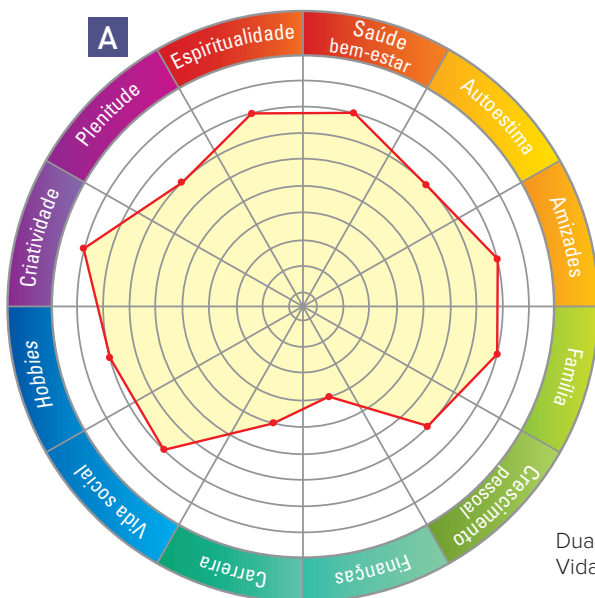 A
Espiritualidade
Saúde
bem-estar
Autoestima
Amizades
Família
Crescimento
pessoal
Finanças
Carreira
Vida social
Hobbies
Criatividade
Plenitude
Dua
Vida